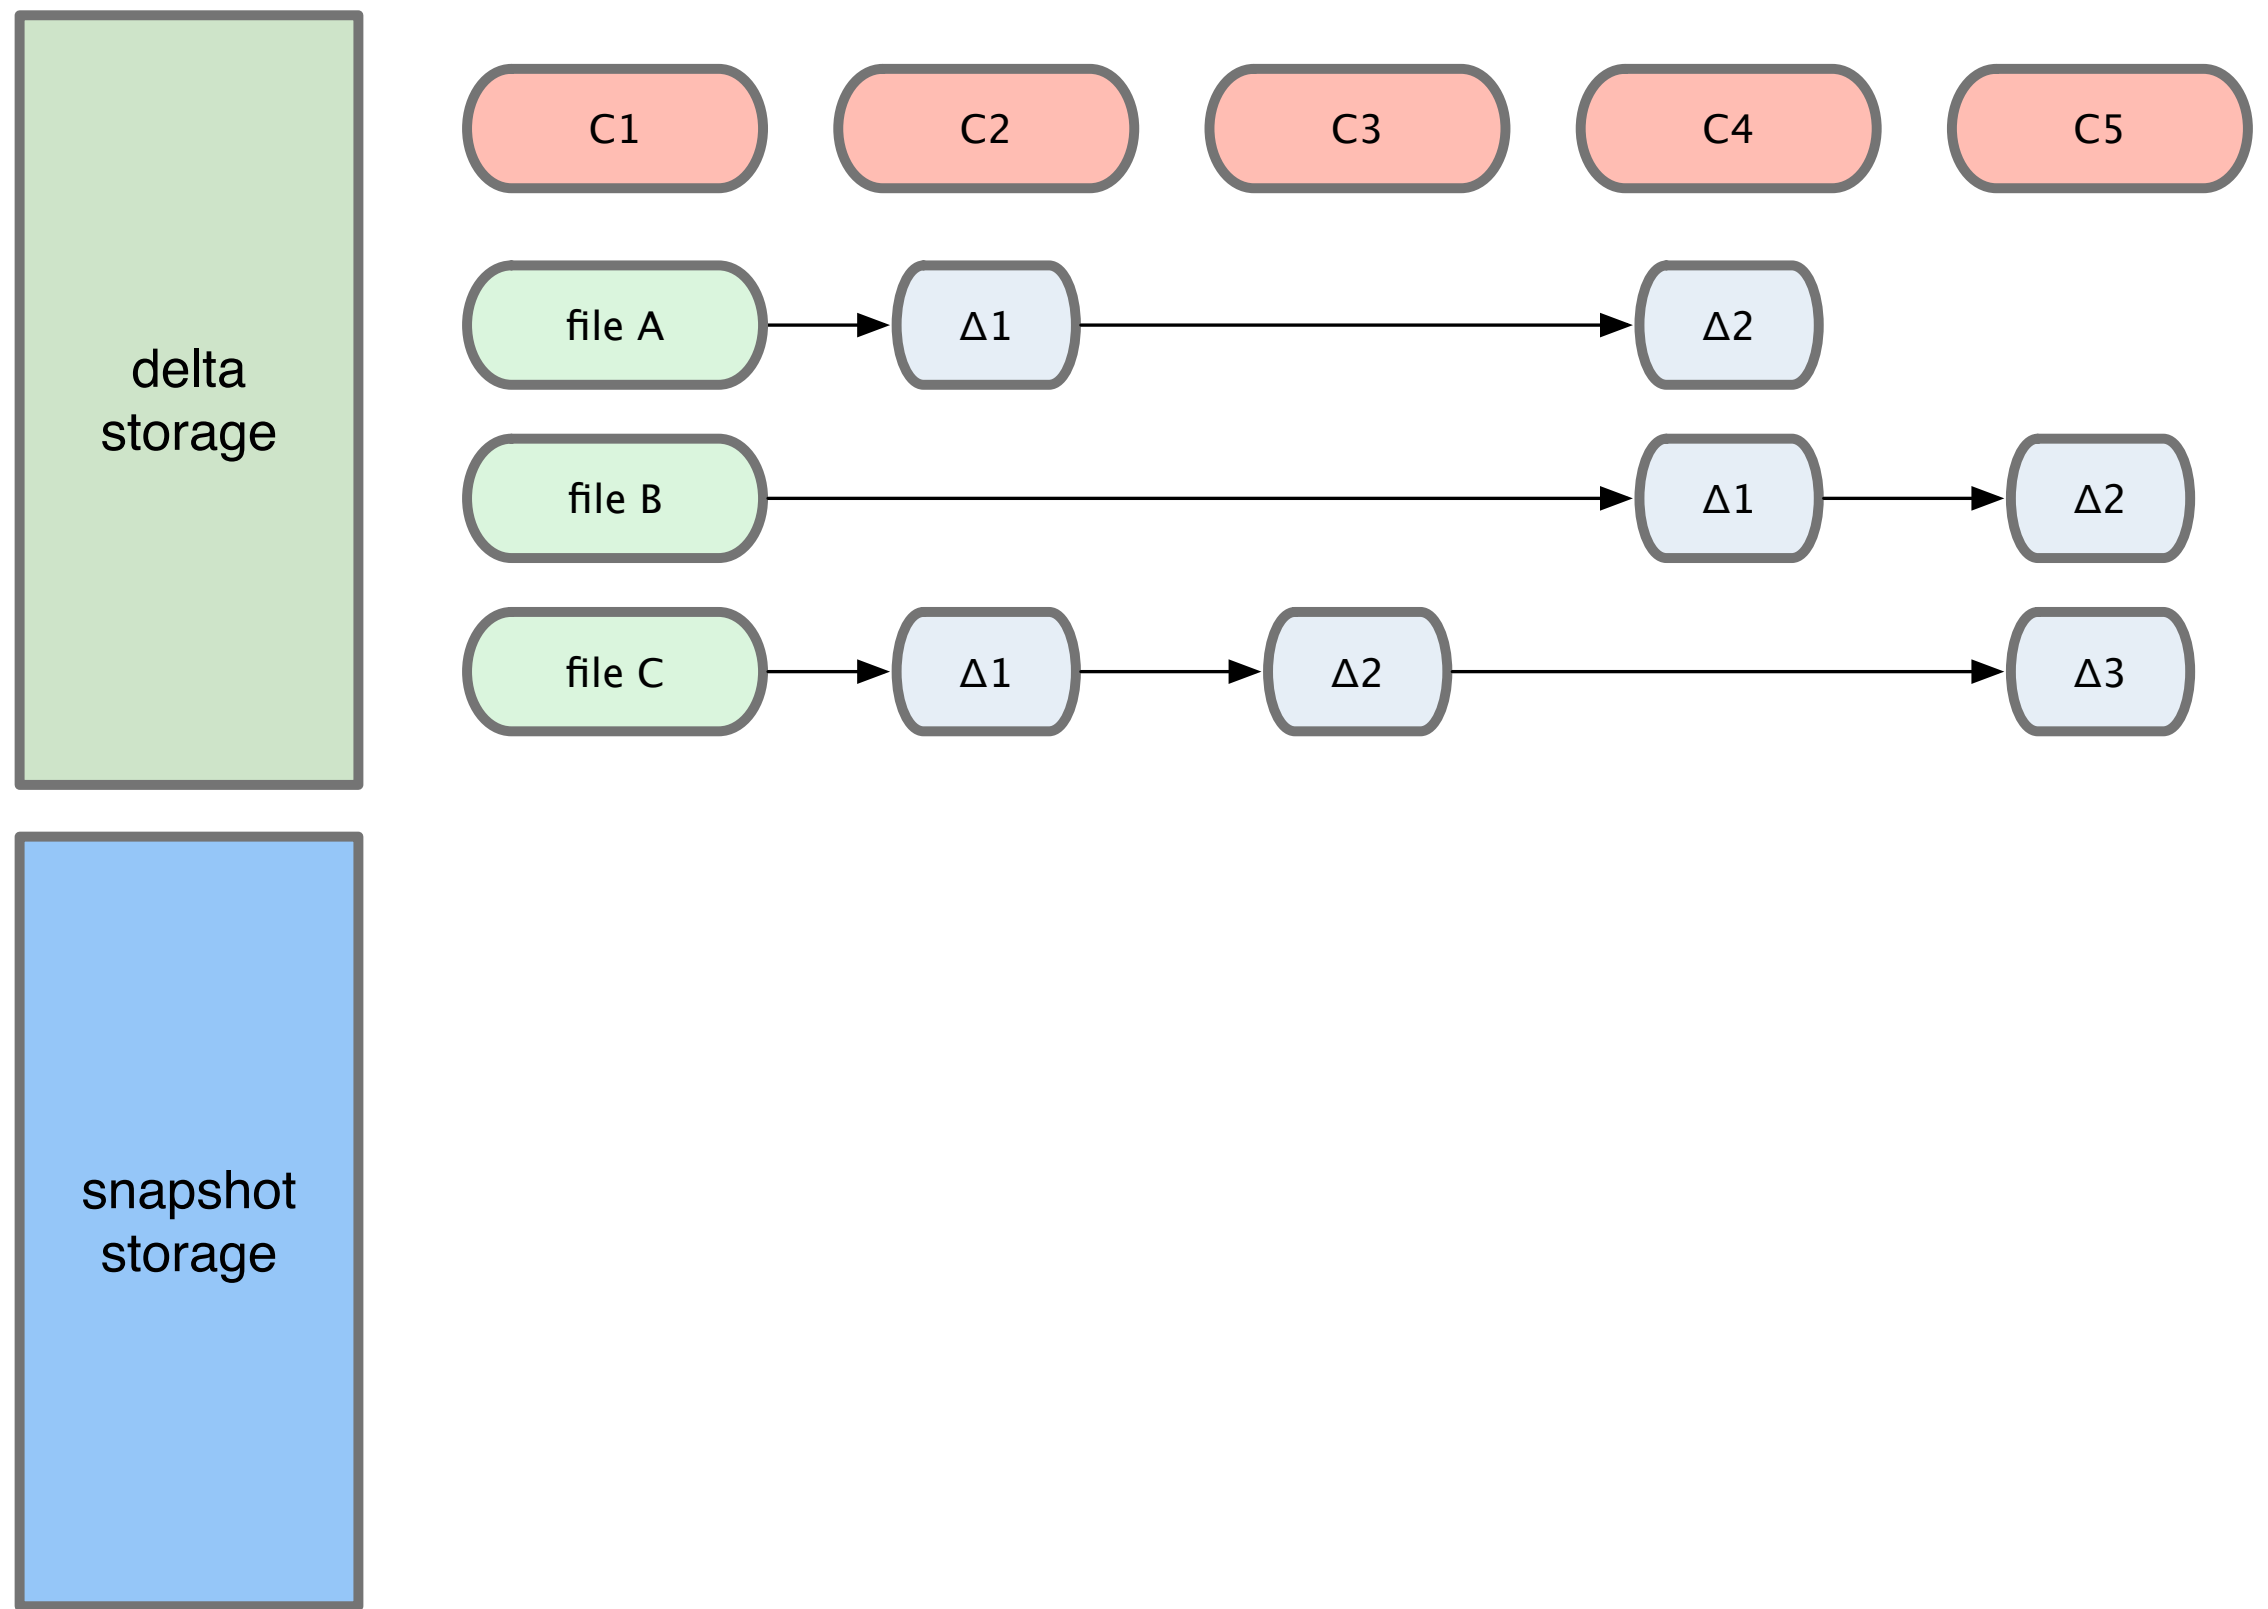 delta
storage
C1 C2 C3 C4 C5
file A Δ1 Δ2
file B Δ1 Δ2
file C Δ1 Δ2 Δ3
snapshot
storage